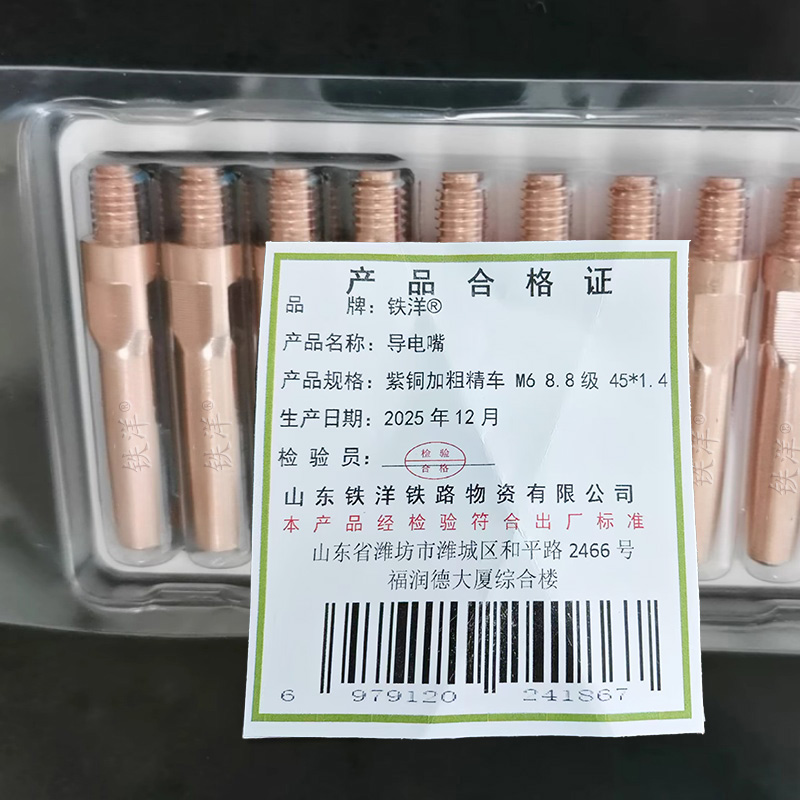 产品合格证
品 牌：铁洋®
产品名称：导电嘴
产品规格：紫铜加粗精车 M6 8.8级 45*1.4
生产日期：2025年12月
检验员：
检验
合格
山东铁洋铁路物资有限公司
本产品经检验符合出厂标准
山东省潍坊市潍城区和平路2466号
福润德大厦综合楼
6 979120 241867
铁洋®
铁洋®
铁洋®